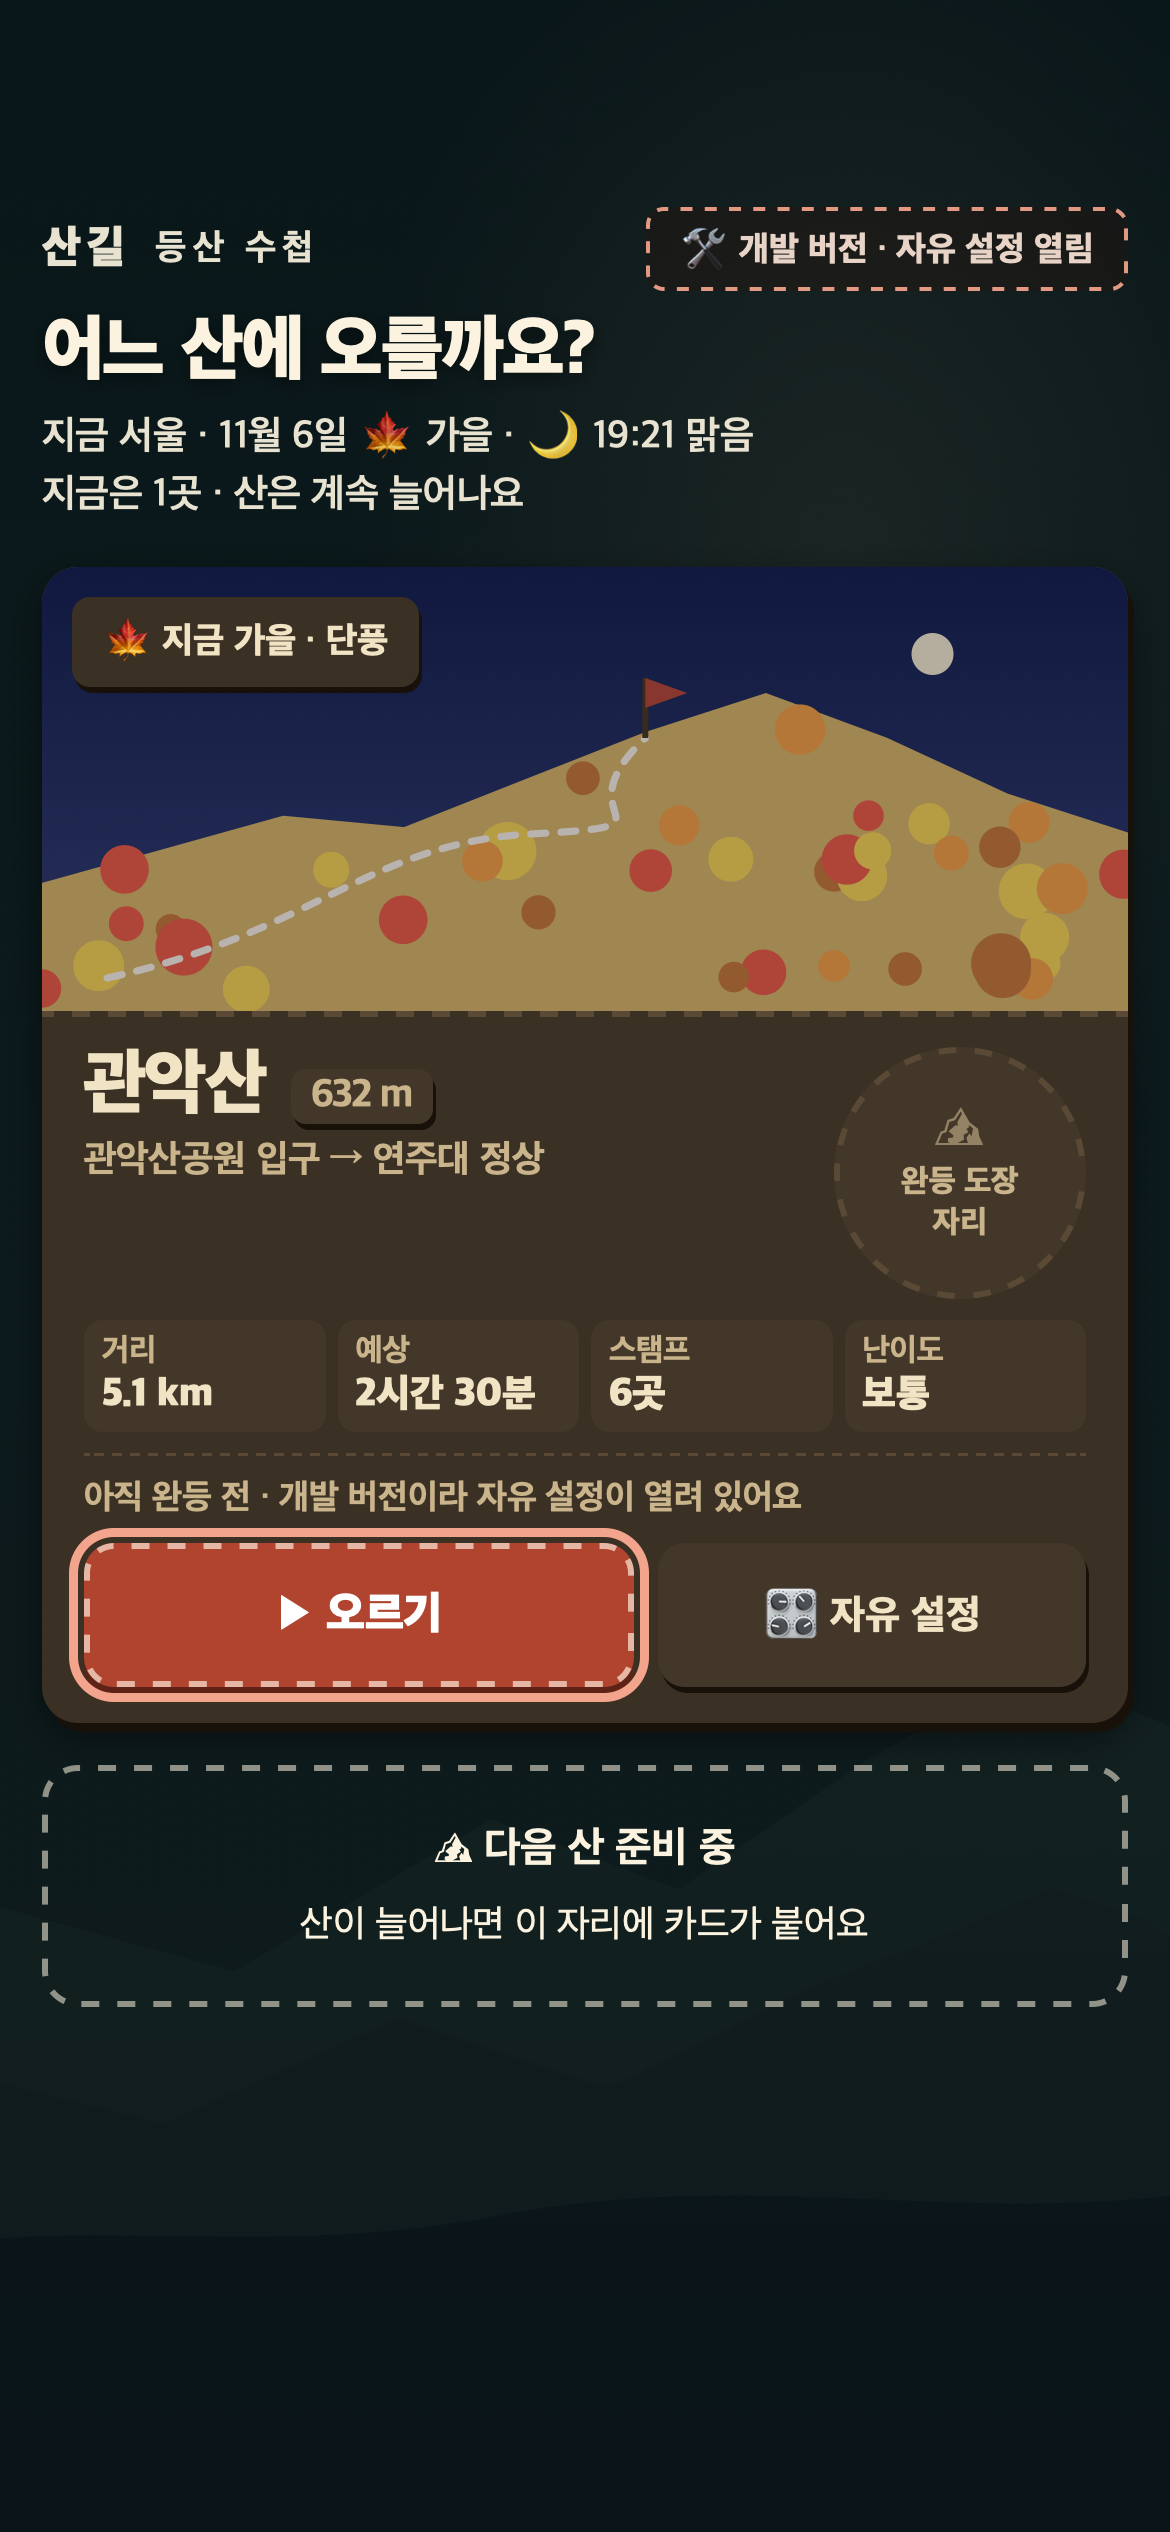 산길 등산 수첩
🛠 개발 버전 · 자유 설정 열림
어느 산에 오를까요?
지금 서울 · 11월 6일 🍁 가을 · 🌙 19:21 맑음
지금은 1곳 · 산은 계속 늘어나요
🍁 지금 가을 · 단풍
관악산 632 m
관악산공원 입구 → 연주대 정상
완등 도장
자리
거리
5.1 km
예상
2시간 30분
스탬프
6곳
난이도
보통
아직 완등 전 · 개발 버전이라 자유 설정이 열려 있어요
▶ 오르기
🎛 자유 설정
🏔 다음 산 준비 중
산이 늘어나면 이 자리에 카드가 붙어요